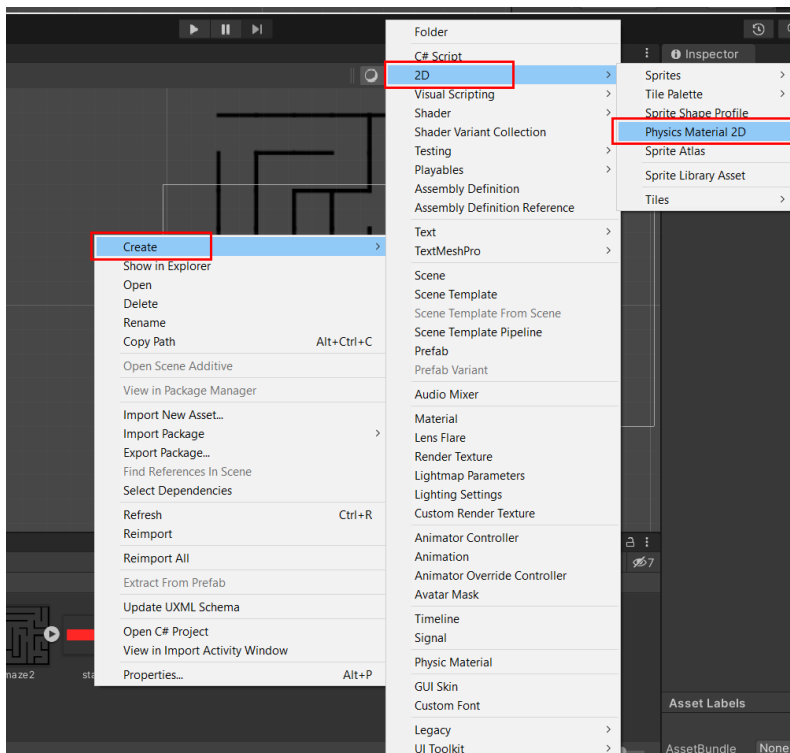 Inspector
Create
Show in Explorer
Open
Delete
Rename
Copy Path Alt+Ctrl+C
Open Scene Additive
View in Package Manager
Import New Asset...
Import Package
Export Package...
Find References In Scene
Select Dependencies
Refresh Ctrl+R
Reimport
Reimport All
Extract From Prefab
Update UXML Schema
Open C# Project
View in Import Activity Window
Properties... Alt+P
Folder
C# Script
2D
Visual Scripting
Shader
Shader Variant Collection
Testing
Playables
Assembly Definition
Assembly Definition Reference
Text
TextMeshPro
Scene
Scene Template
Scene Template From Scene
Scene Template Pipeline
Prefab
Prefab Variant
Audio Mixer
Material
Lens Flare
Render Texture
Lightmap Parameters
Lighting Settings
Custom Render Texture
Animator Controller
Animation
Animator Override Controller
Avatar Mask
Timeline
Signal
Physic Material
GUI Skin
Custom Font
Legacy
UI Toolkit
Sprites
Tile Palette
Sprite Shape Profile
Physics Material 2D
Sprite Atlas
Sprite Library Asset
Tiles
7
maze2
sta
Asset Labels
AssetBundle None